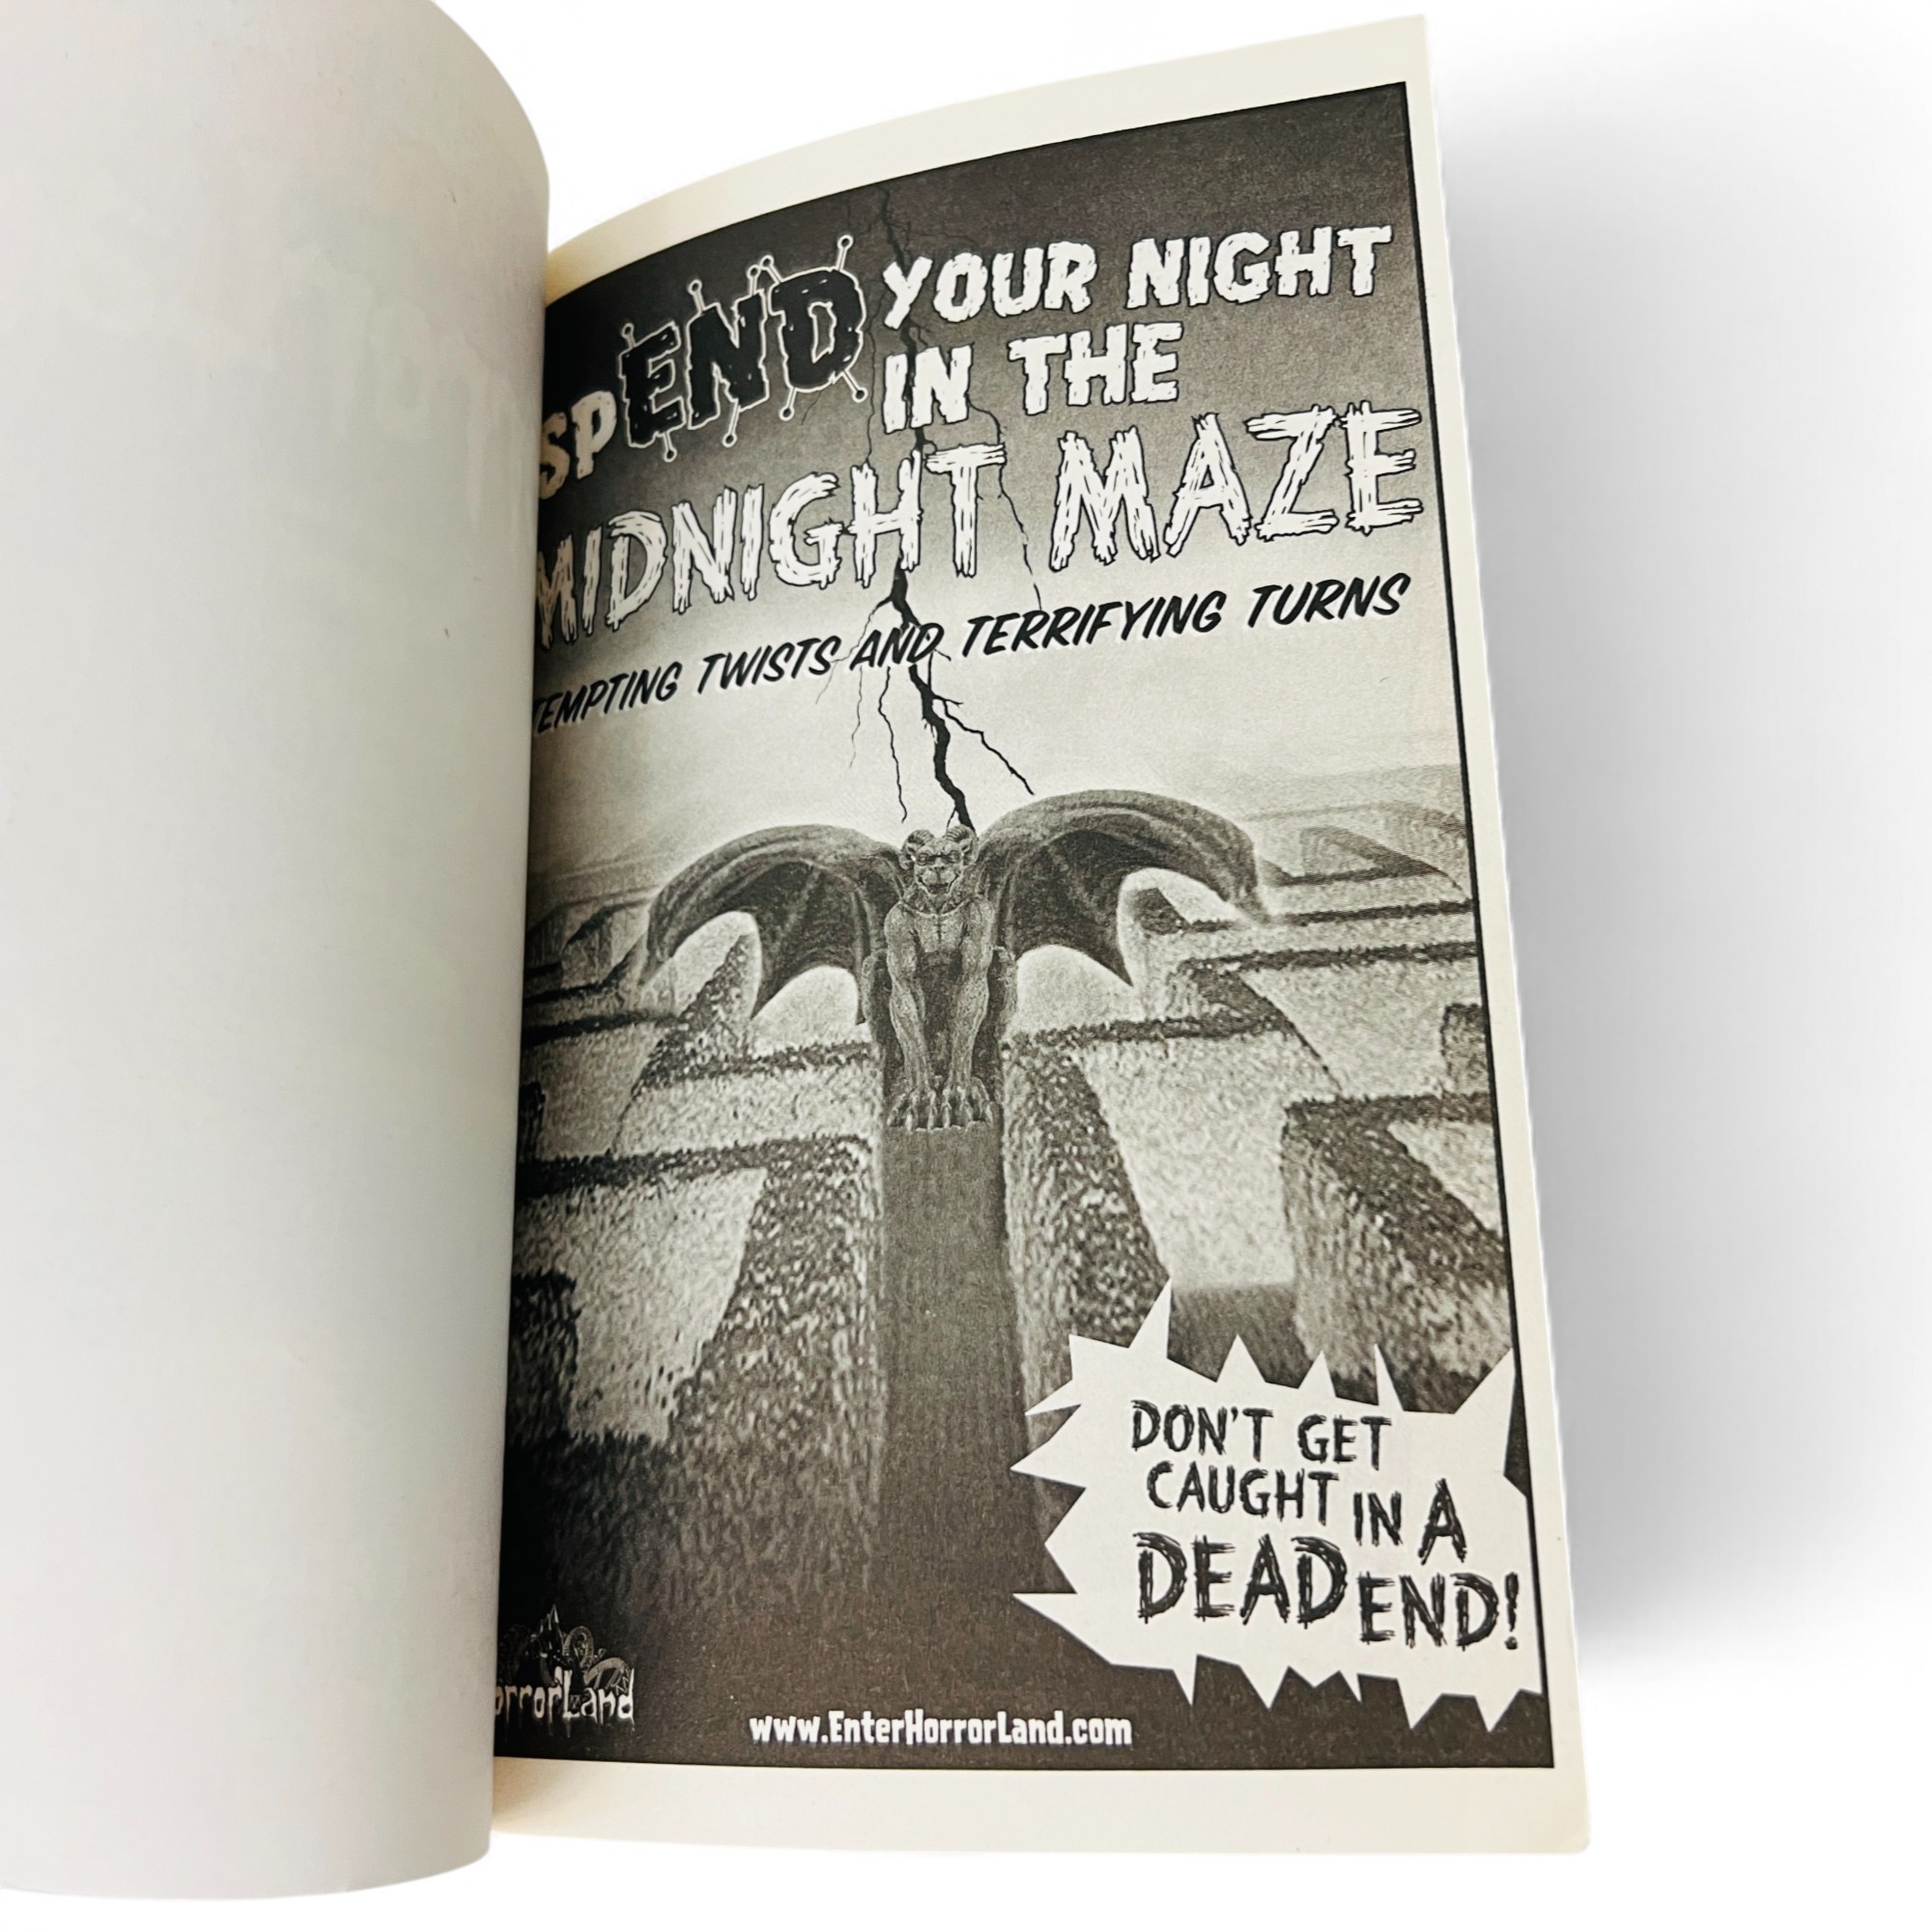 SPEND YOUR NIGHT
IN THE
MIDNIGHT MAZE
TEMPTING TWISTS AND TERRIFYING TURNS
DON'T GET
CAUGHT IN A
DEAD END!
orrorLand
www.EnterHorrorLand.com